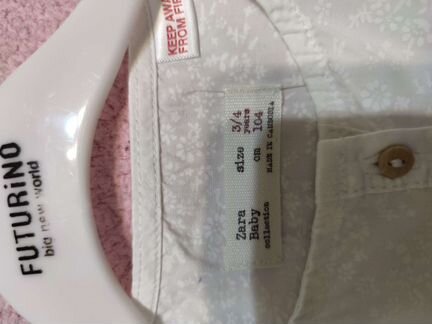 FUTURiNO
big new world
KEEP AWAY
FROM FIRE
Zara
Baby
collection
size 3/4
years
cm 104
MADE IN CAMBODIA